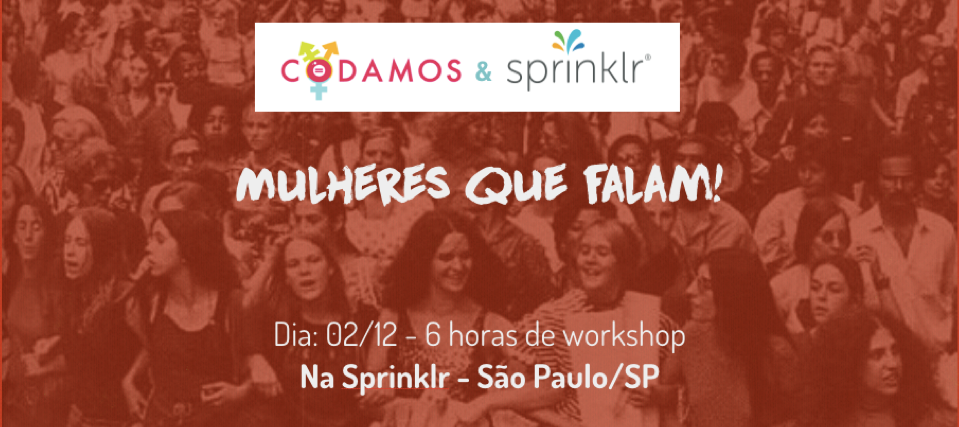 CODAMOS & sprinklr®
MULHERES QUE FALAM!
Dia: 02/12 - 6 horas de workshop
Na Sprinklr - São Paulo/SP